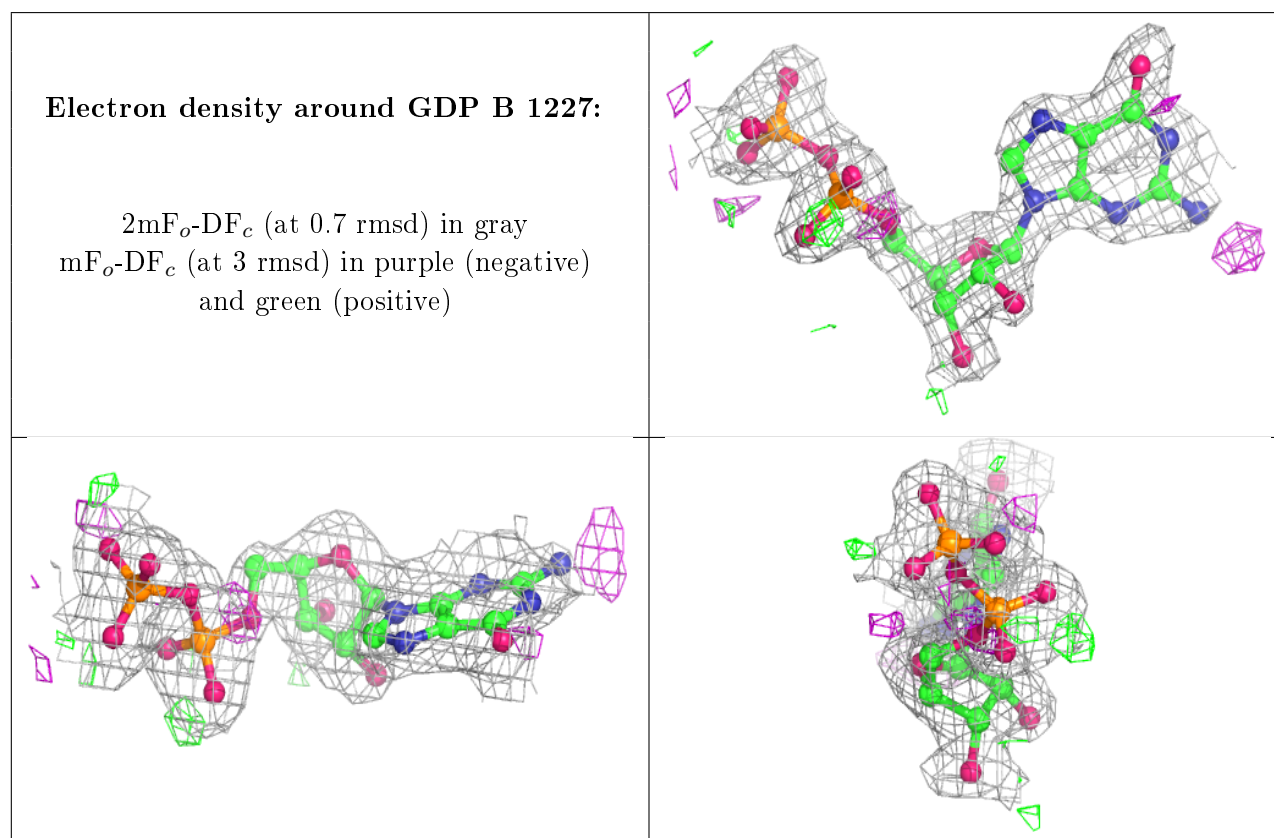 Electron density around GDP B 1227:
2mFo-DFc (at 0.7 rmsd) in gray
mFo-DFc (at 3 rmsd) in purple (negative)
and green (positive)